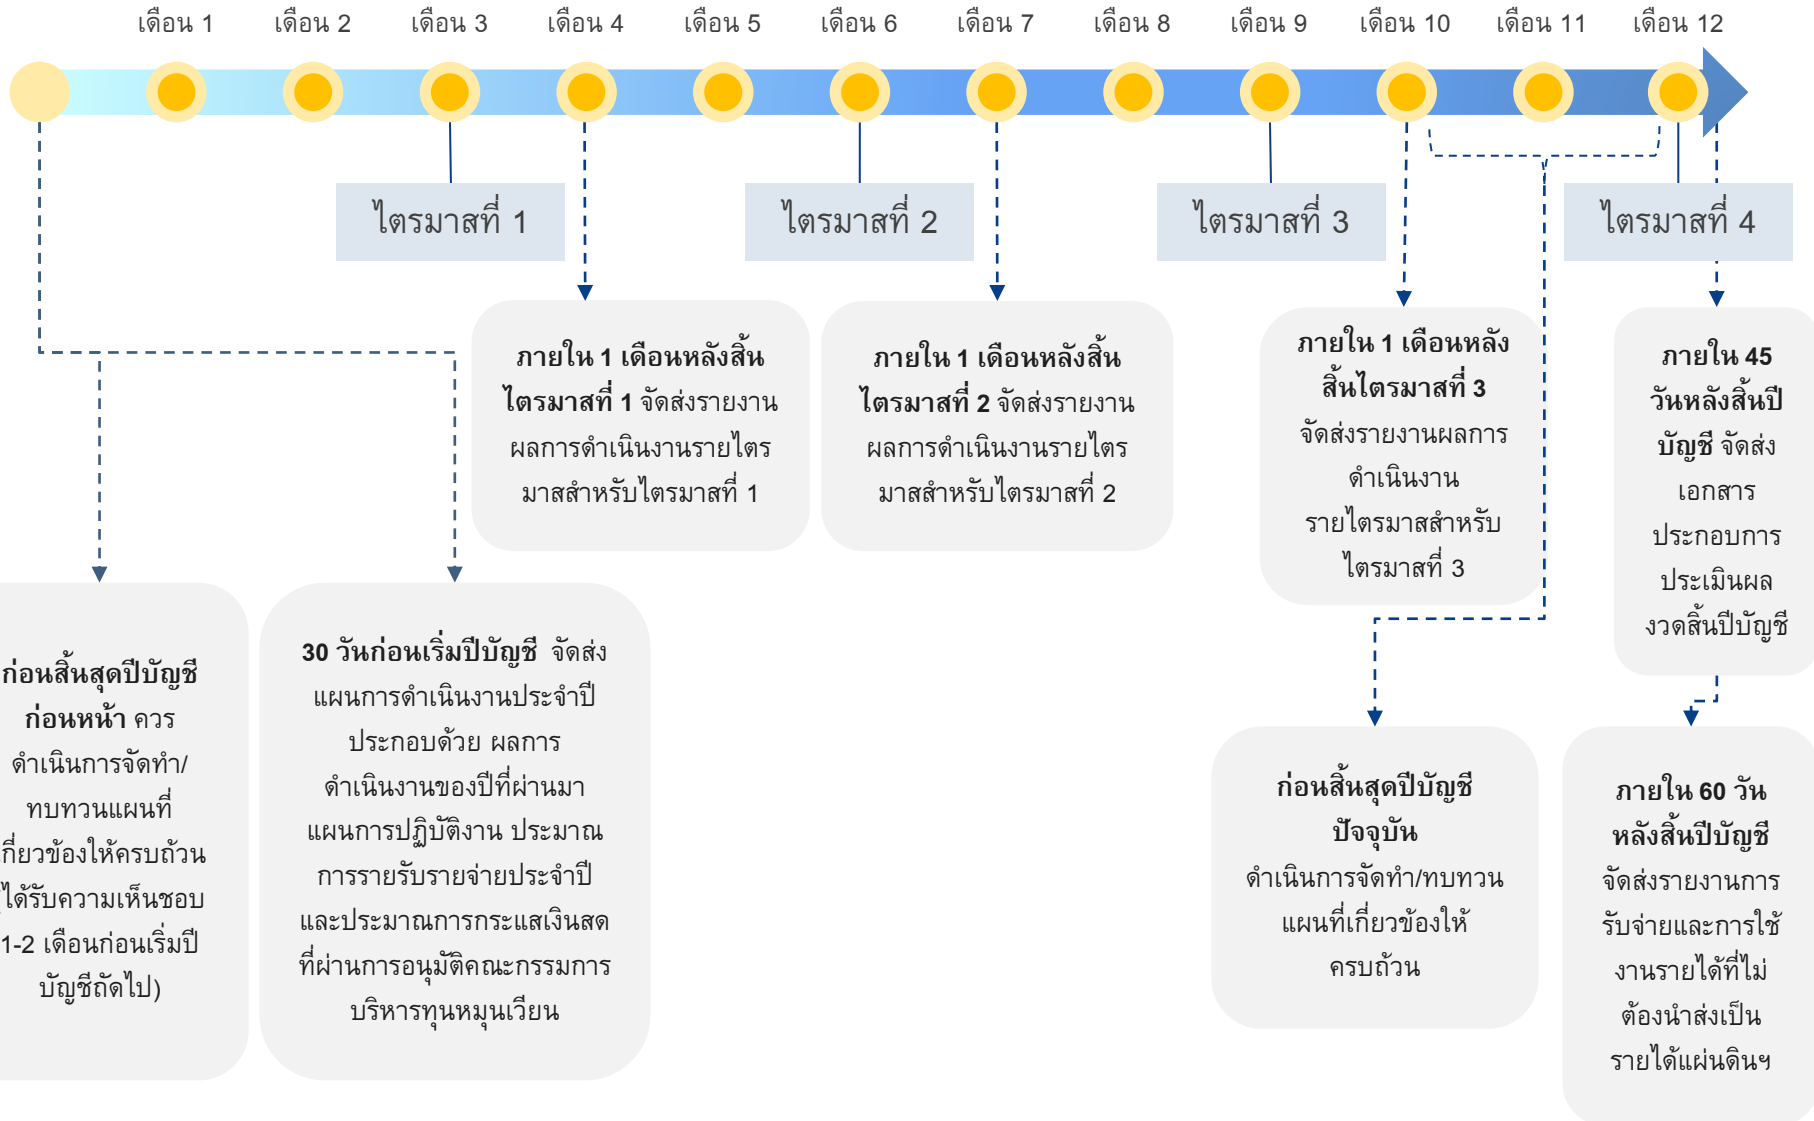 เดือน 1
เดือน 2
เดือน 3
เดือน 4
เดือน 5
เดือน 6
เดือน 7
เดือน 8
เดือน 9
เดือน 10
เดือน 11
เดือน 12
ไตรมาสที่ 1
ไตรมาสที่ 2
ไตรมาสที่ 3
ไตรมาสที่ 4
ภายใน 1 เดือนหลังสิ้น
ไตรมาสที่ 1 จัดส่งรายงาน
ผลการดำเนินงานรายไตร
มาสสำหรับไตรมาสที่ 1
ภายใน 1 เดือนหลังสิ้น
ไตรมาสที่ 2 จัดส่งรายงาน
ผลการดำเนินงานรายไตร
มาสสำหรับไตรมาสที่ 2
ภายใน 1 เดือนหลัง
สิ้นไตรมาสที่ 3
จัดส่งรายงานผลการ
ดำเนินงาน
รายไตรมาสสำหรับ
ไตรมาสที่ 3
ภายใน 45
วันหลังสิ้นปี
บัญชี จัดส่ง
เอกสาร
ประกอบการ
ประเมินผล
งวดสิ้นปีบัญชี
ก่อนสิ้นสุดปีบัญชี
ก่อนหน้า ควร
ดำเนินการจัดทำ/
ทบทวนแผนที่
กี่ยวข้องให้ครบถ้วน
ได้รับความเห็นชอบ
1-2 เดือนก่อนเริ่มปี
บัญชีถัดไป)
30 วันก่อนเริ่มปีบัญชี จัดส่ง
แผนการดำเนินงานประจำปี
ประกอบด้วย ผลการ
ดำเนินงานของปีที่ผ่านมา
แผนการปฏิบัติงาน ประมาณ
การรายรับรายจ่ายประจำปี
และประมาณการกระแสเงินสด
ที่ผ่านการอนุมัติคณะกรรมการ
บริหารทุนหมุนเวียน
ก่อนสิ้นสุดปีบัญชี
ปัจจุบัน
ดำเนินการจัดทำ/ทบทวน
แผนที่เกี่ยวข้องให้
ครบถ้วน
ภายใน 60 วัน
หลังสิ้นปีบัญชี
จัดส่งรายงานการ
รับจ่ายและการใช้
งานรายได้ที่ไม่
ต้องนำส่งเป็น
รายได้แผ่นดินฯ